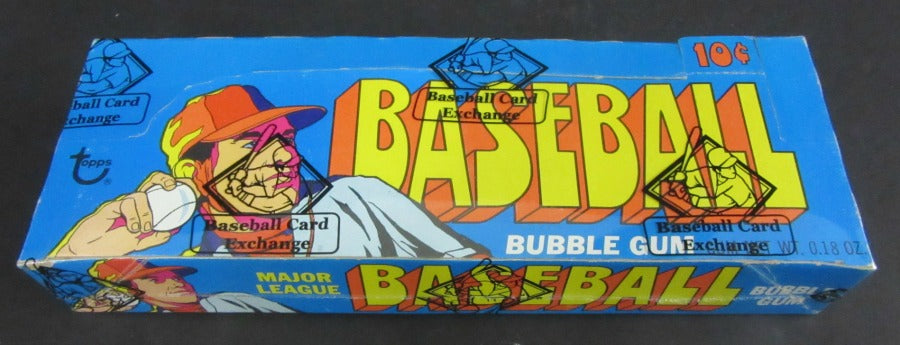 10¢
Baseball Card
Exchange
BASEBALL
Baseball Card
Exchange
topps
Baseball Card
Exchange
Baseball Card
Exchange
BUBBLE GUM WT. 0.18 OZ.
MAJOR
LEAGUE
BASEBALL
BUBBLE
GUM